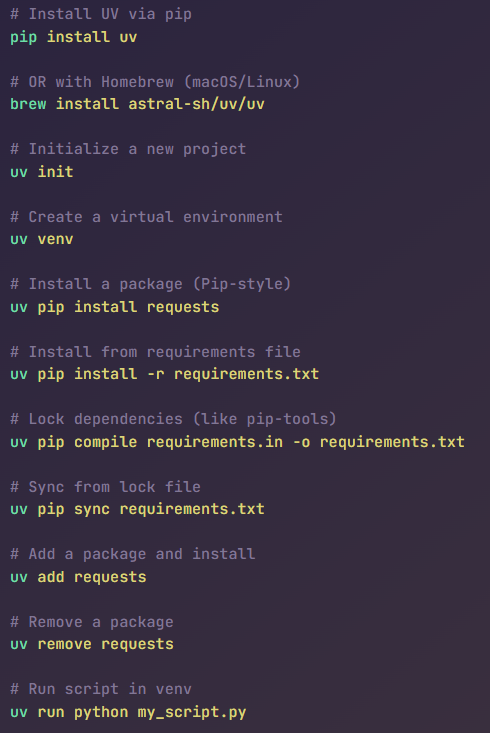 # Install UV via pip
pip install uv
# OR with Homebrew (macOS/Linux)
brew install astral-sh/uv/uv
# Initialize a new project
uv init
# Create a virtual environment
uv venv
# Install a package (Pip-style)
uv pip install requests
# Install from requirements file
uv pip install -r requirements.txt
# Lock dependencies (like pip-tools)
uv pip compile requirements.in -o requirements.txt
# Sync from lock file
uv pip sync requirements.txt
# Add a package and install
uv add requests
# Remove a package
uv remove requests
# Run script in venv
uv run python my_script.py